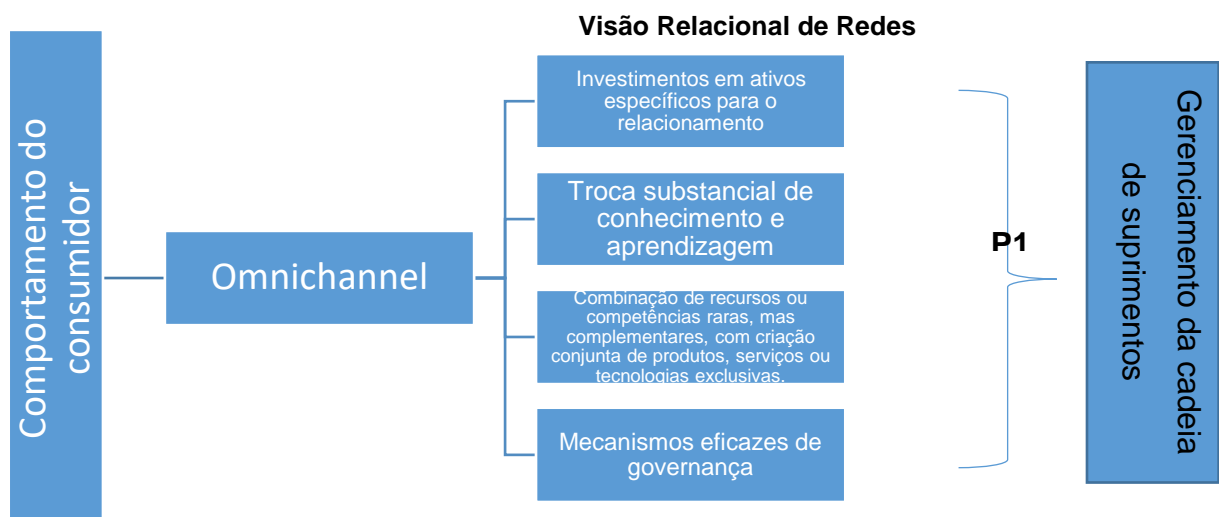 Visão Relacional de Redes
Comportamento do
consumidor
Omnichannel
Investimentos em ativos
específicos para o
relacionamento
Troca substancial de
conhecimento e
aprendizagem
Combinação de recursos ou
competências raras, mas
complementares, com criação
conjunta de produtos, serviços ou
tecnologias exclusivas.
Mecanismos eficazes de
governança
P1
Gerenciamento da cadeia
de suprimentos